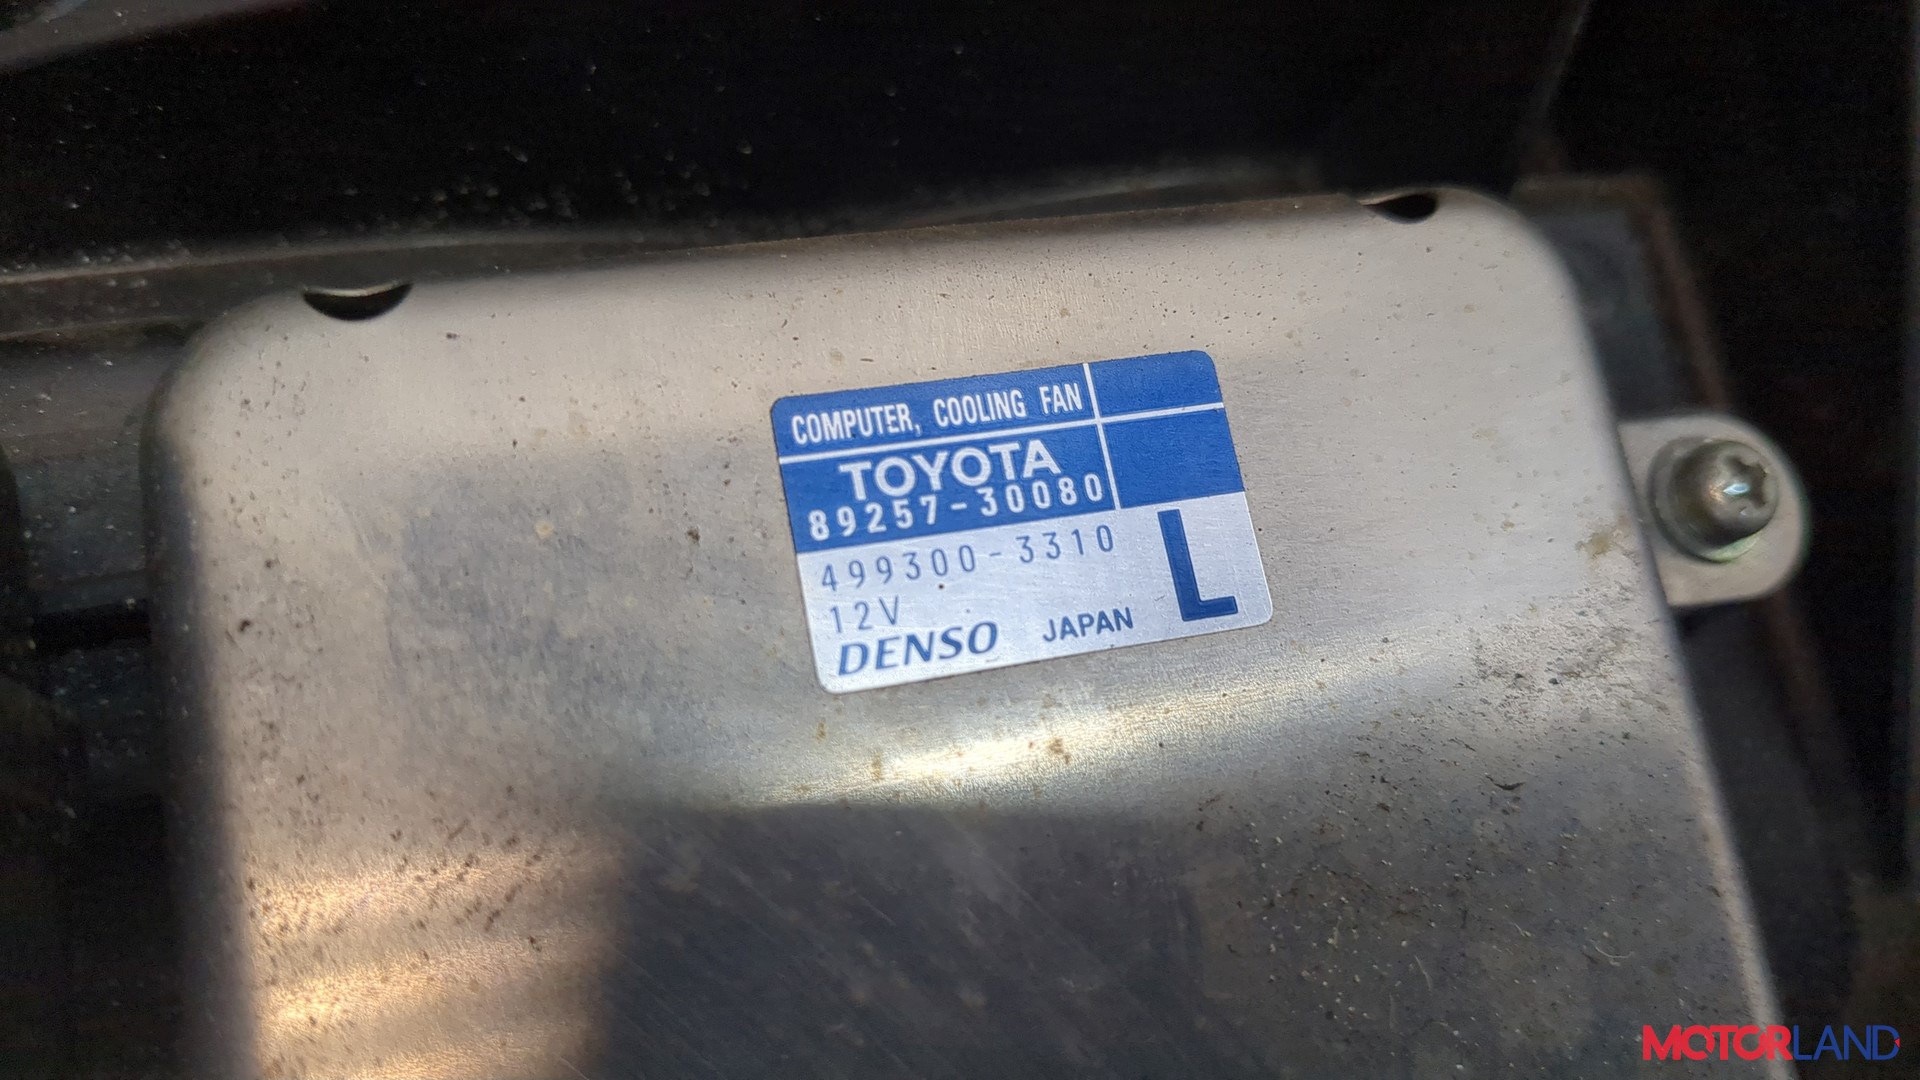 COMPUTER, COOLING FAN
TOYOTA
89257-30080
499300-3310
12V
DENSO JAPAN L
MOTORLAND